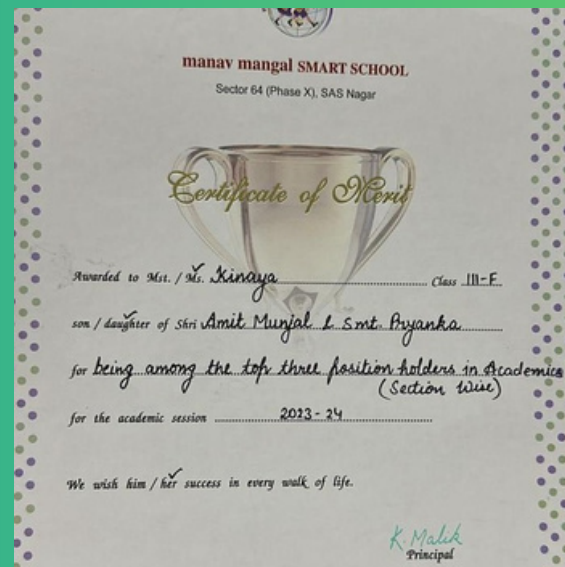 manav mangal SMART SCHOOL
Sector 64 (Phase X), SAS Nagar
Certificate of Merit
Awarded to Mst. / Ms. Kinaya Class III-F
son / daughter of Shri Amit Munjal & Smt. Pryanka
for being among the top three position holders in Academics
(Section Wise)
for the academic session 2023-24
We wish him / her success in every walk of life.
K. Malik
Principal